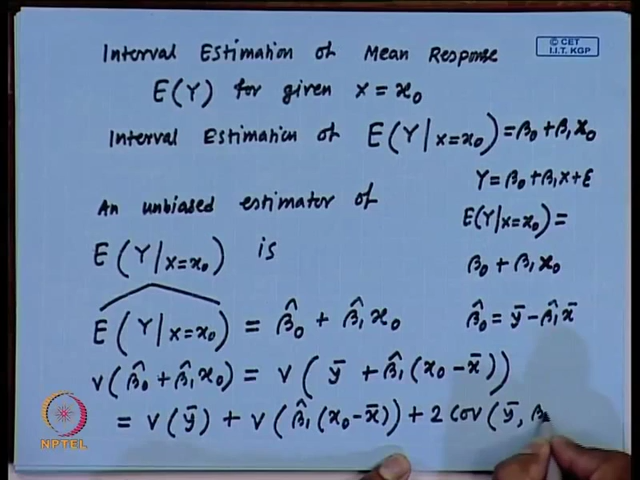 Interval Estimation of Mean Response
© CET
I.I.T. KGP
E(Y) for given x = x₀
Interval Estimation of E(Y|x=x₀) = β₀+β₁x₀
Y = β₀+β₁x+ε
An unbiased estimator of
E(Y|x=x₀) =
E(Y|x=x₀) is
β₀ + β₁x₀
E(Y|x=x₀)^ = β̂₀ + β̂₁x₀
β̂₀ = ȳ - β̂₁x̄
V(β̂₀+β̂₁x₀) = V(ȳ + β̂₁(x₀-x̄))
= V(ȳ) + V(β̂₁(x₀-x̄)) + 2 Cov(ȳ, β
NPTEL